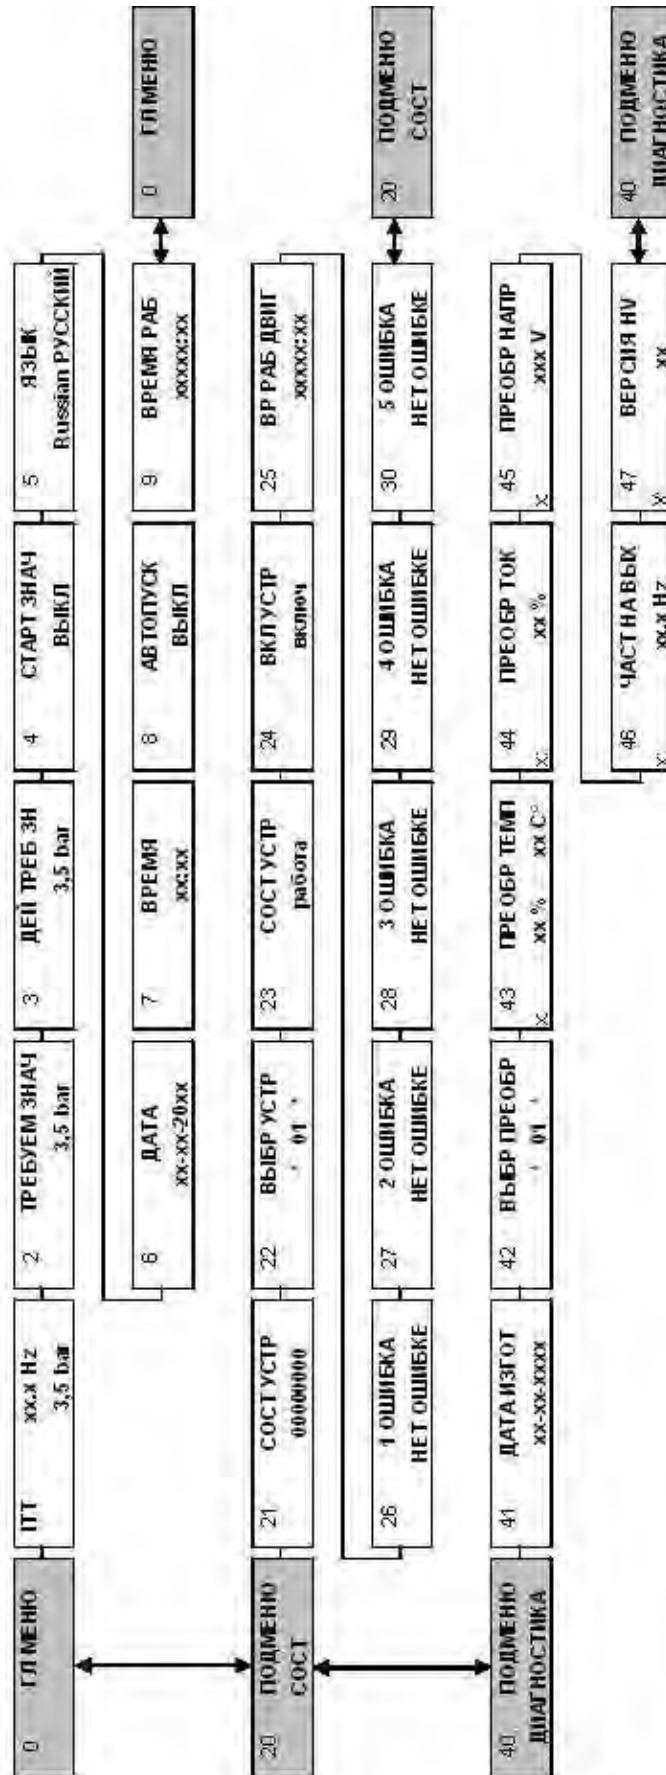 0 ГЛ МЕНЮ
ITT xx.x Hz
3,5 bar
2 ТРЕБУЕМ ЗНАЧ
3,5 bar
3 ДЕЙ ТРЕБ ЗН
3,5 bar
4 СТАРТ ЗНАЧ
ВЫКЛ
5 ЯЗЫК
Russian РУССКИЙ
6 ДАТА
xx-xx-20xx
7 ВРЕМЯ
xx:xx
8 АВТОПУСК
ВЫКЛ
9 ВРЕМЯ РАБ
xxxxx:xx
0 ГЛ МЕНЮ
20 ПОДМЕНЮ
СОСТ
21 СОСТ УСТР
00000000
22 ВЫБР УСТР
' 01 '
23 СОСТ УСТР
работа
24 ВКЛ УСТР
включ
25 ВР РАБ ДВИГ
xxxxx:xx
26 1 ОШИБКА
НЕТ ОШИБКЕ
27 2 ОШИБКА
НЕТ ОШИБКЕ
28 3 ОШИБКА
НЕТ ОШИБКЕ
29 4 ОШИБКА
НЕТ ОШИБКЕ
30 5 ОШИБКА
НЕТ ОШИБКЕ
20 ПОДМЕНЮ
СОСТ
40 ПОДМЕНЮ
ДИАГНОСТИКА
41 ДАТА ИЗГОТ
xx-xx-xxxx
42 ВЫБР ПРЕОБР
' 01 '
43 ПРЕОБР ТЕМП
X: xx % xx C°
44 ПРЕОБР ТОК
X: xx %
45 ПРЕОБР НАПР
X: xxx V
46 ЧАСТ НА ВЫХ
X: xx.x Hz
47 ВЕРСИЯ HV
X: xx
40 ПОДМЕНЮ
ДИАГНОСТИКА